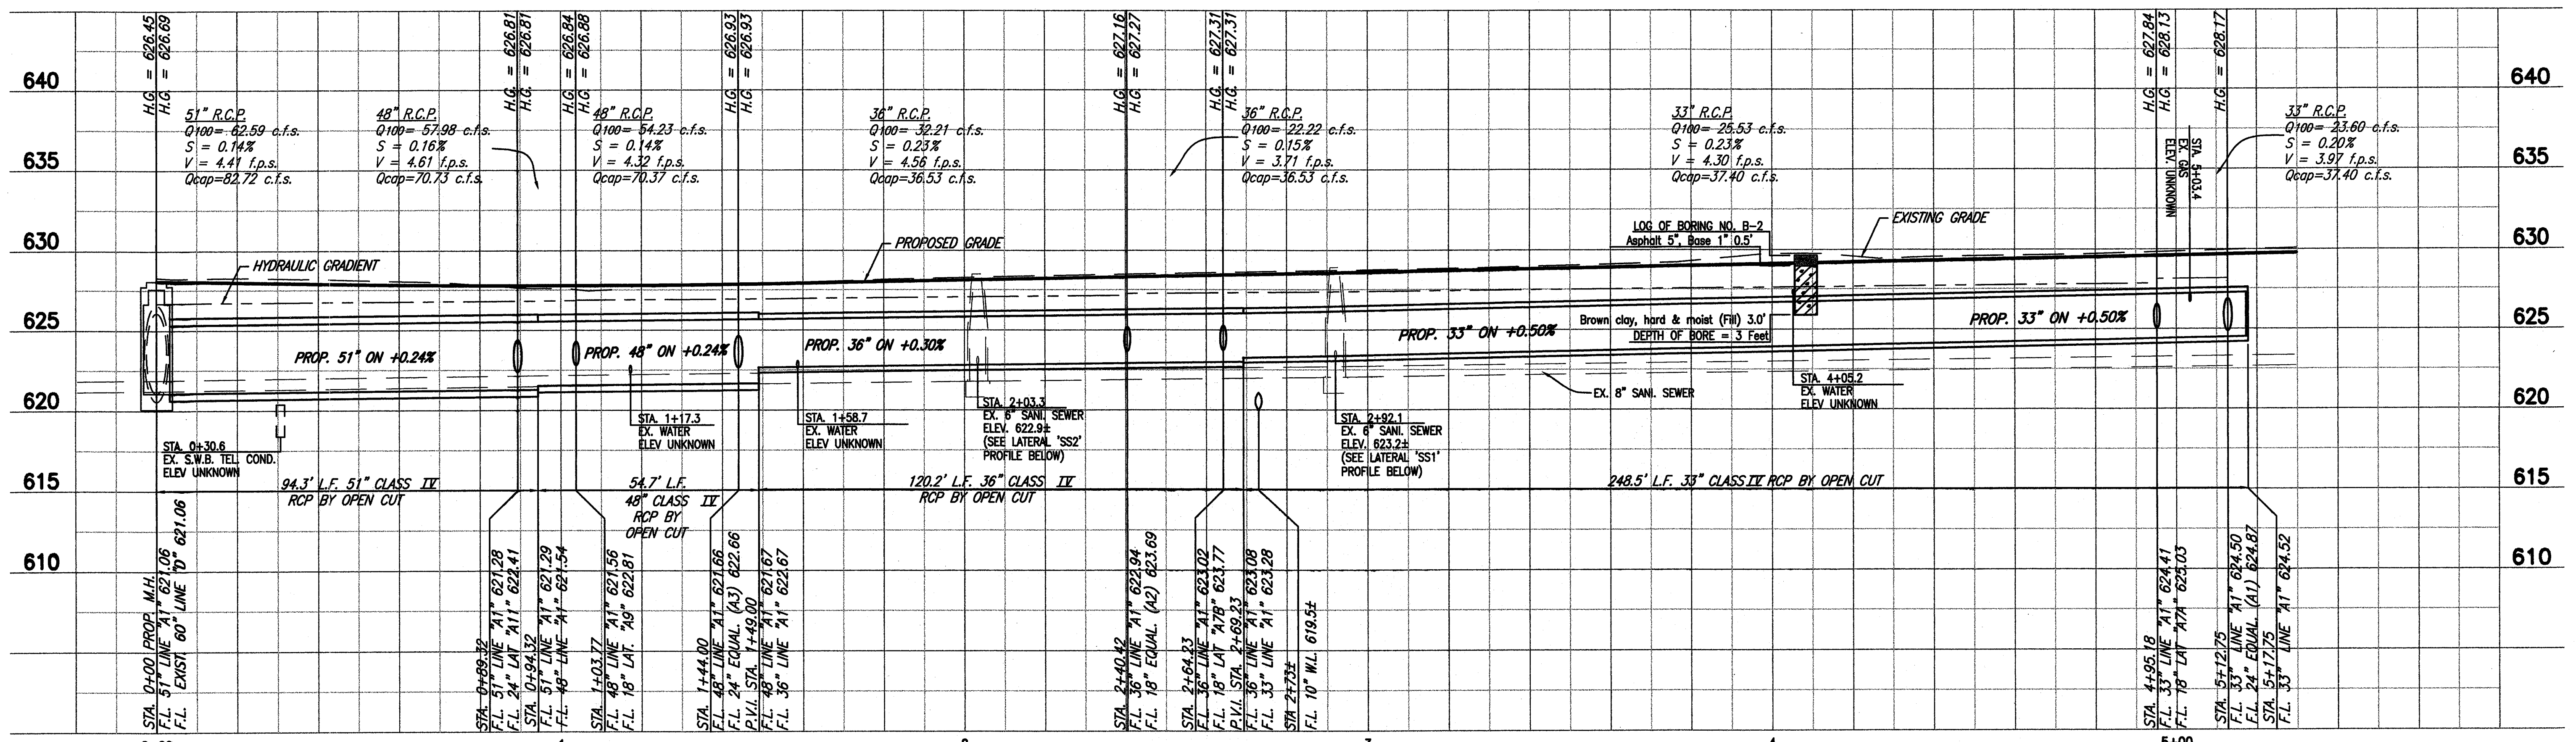 H.G. = 626.45
H.G. = 626.69
H.G. = 626.81
H.G. = 626.81
H.G. = 626.84
H.G. = 626.88
H.G. = 626.93
H.G. = 626.93
H.G. = 627.16
H.G. = 627.27
H.G. = 627.31
H.G. = 627.31
H.G. = 627.84
H.G. = 628.13
H.G. = 628.17
640
640
51" R.C.P.
Q100= 62.59 c.f.s.
S = 0.14%
V = 4.41 f.p.s.
Qcap=82.72 c.f.s.
48" R.C.P.
Q100= 57.98 c.f.s.
S = 0.16%
V = 4.61 f.p.s.
Qcap=70.73 c.f.s.
48" R.C.P.
Q100= 54.23 c.f.s.
S = 0.14%
V = 4.32 f.p.s.
Qcap=70.37 c.f.s.
36" R.C.P.
Q100= 32.21 c.f.s.
S = 0.23%
V = 4.56 f.p.s.
Qcap=36.53 c.f.s.
36" R.C.P.
Q100= 22.22 c.f.s.
S = 0.15%
V = 3.71 f.p.s.
Qcap=36.53 c.f.s.
33" R.C.P.
Q100= 25.53 c.f.s.
S = 0.23%
V = 4.30 f.p.s.
Qcap=37.40 c.f.s.
33" R.C.P.
Q100= 23.60 c.f.s.
S = 0.20%
V = 3.97 f.p.s.
Qcap=37.40 c.f.s.
STA. 5+03.4
EX. GAS
ELEV. UNKNOWN
635
635
630
630
HYDRAULIC GRADIENT
PROPOSED GRADE
LOG OF BORING NO. B-2
Asphalt 5", Base 1" 0.5'
EXISTING GRADE
625
625
PROP. 51" ON +0.24%
PROP. 48" ON +0.24%
PROP. 36" ON +0.30%
PROP. 33" ON +0.50%
Brown clay, hard & moist (Fill) 3.0'
DEPTH OF BORE = 3 Feet
PROP. 33" ON +0.50%
620
620
STA. 0+30.6
EX. S.W.B. TEL. COND.
ELEV UNKNOWN
STA. 1+17.3
EX. WATER
ELEV UNKNOWN
STA. 1+58.7
EX. WATER
ELEV UNKNOWN
STA. 2+03.3
EX. 6" SANI. SEWER
ELEV. 622.9±
(SEE LATERAL 'SS2'
PROFILE BELOW)
STA. 2+92.1
EX. 6" SANI. SEWER
ELEV. 623.2±
(SEE LATERAL 'SS1'
PROFILE BELOW)
EX. 8" SANI. SEWER
STA. 4+05.2
EX. WATER
ELEV UNKNOWN
615
615
94.3' L.F. 51" CLASS IV
RCP BY OPEN CUT
54.7' L.F.
48" CLASS IV
RCP BY
OPEN CUT
120.2' L.F. 36" CLASS IV
RCP BY OPEN CUT
248.5' L.F. 33" CLASS IV RCP BY OPEN CUT
610
610
STA. 0+00 PROP. M.H.
F.L. 51" LINE "A1" 621.06
F.L. EXIST. 60" LINE "D" 621.06
STA. 0+89.32
F.L. 51" LINE "A1" 621.28
F.L. 24" LAT "A11" 622.41
STA. 0+94.32
F.L. 51" LINE "A1" 621.29
F.L. 48" LINE "A1" 621.54
STA. 1+03.77
F.L. 48" LINE "A1" 621.56
F.L. 18" LAT. "A9" 622.81
STA. 1+44.00
F.L. 48" LINE "A1" 621.66
F.L. 24" EQUAL. (A3) 622.66
P.V.I. STA. 1+49.00
F.L. 48" LINE "A1" 621.67
F.L. 36" LINE "A1" 622.67
STA. 2+40.42
F.L. 36" LINE "A1" 622.94
F.L. 18" EQUAL. (A2) 623.69
STA. 2+64.23
F.L. 36" LINE "A1" 623.02
F.L. 18" LAT "A7B" 623.77
P.V.I. STA. 2+69.23
F.L. 36" LINE "A1" 623.08
F.L. 33" LINE "A1" 623.28
STA 2+73±
F.L. 10" W.L. 619.5±
STA. 4+95.18
F.L. 33" LINE "A1" 624.41
F.L. 18" LAT "A7A" 625.03
STA. 5+12.75
F.L. 33" LINE "A1" 624.50
F.L. 24" EQUAL. (A1) 624.87
STA. 5+17.75
F.L. 33" LINE "A1" 624.52
5+00